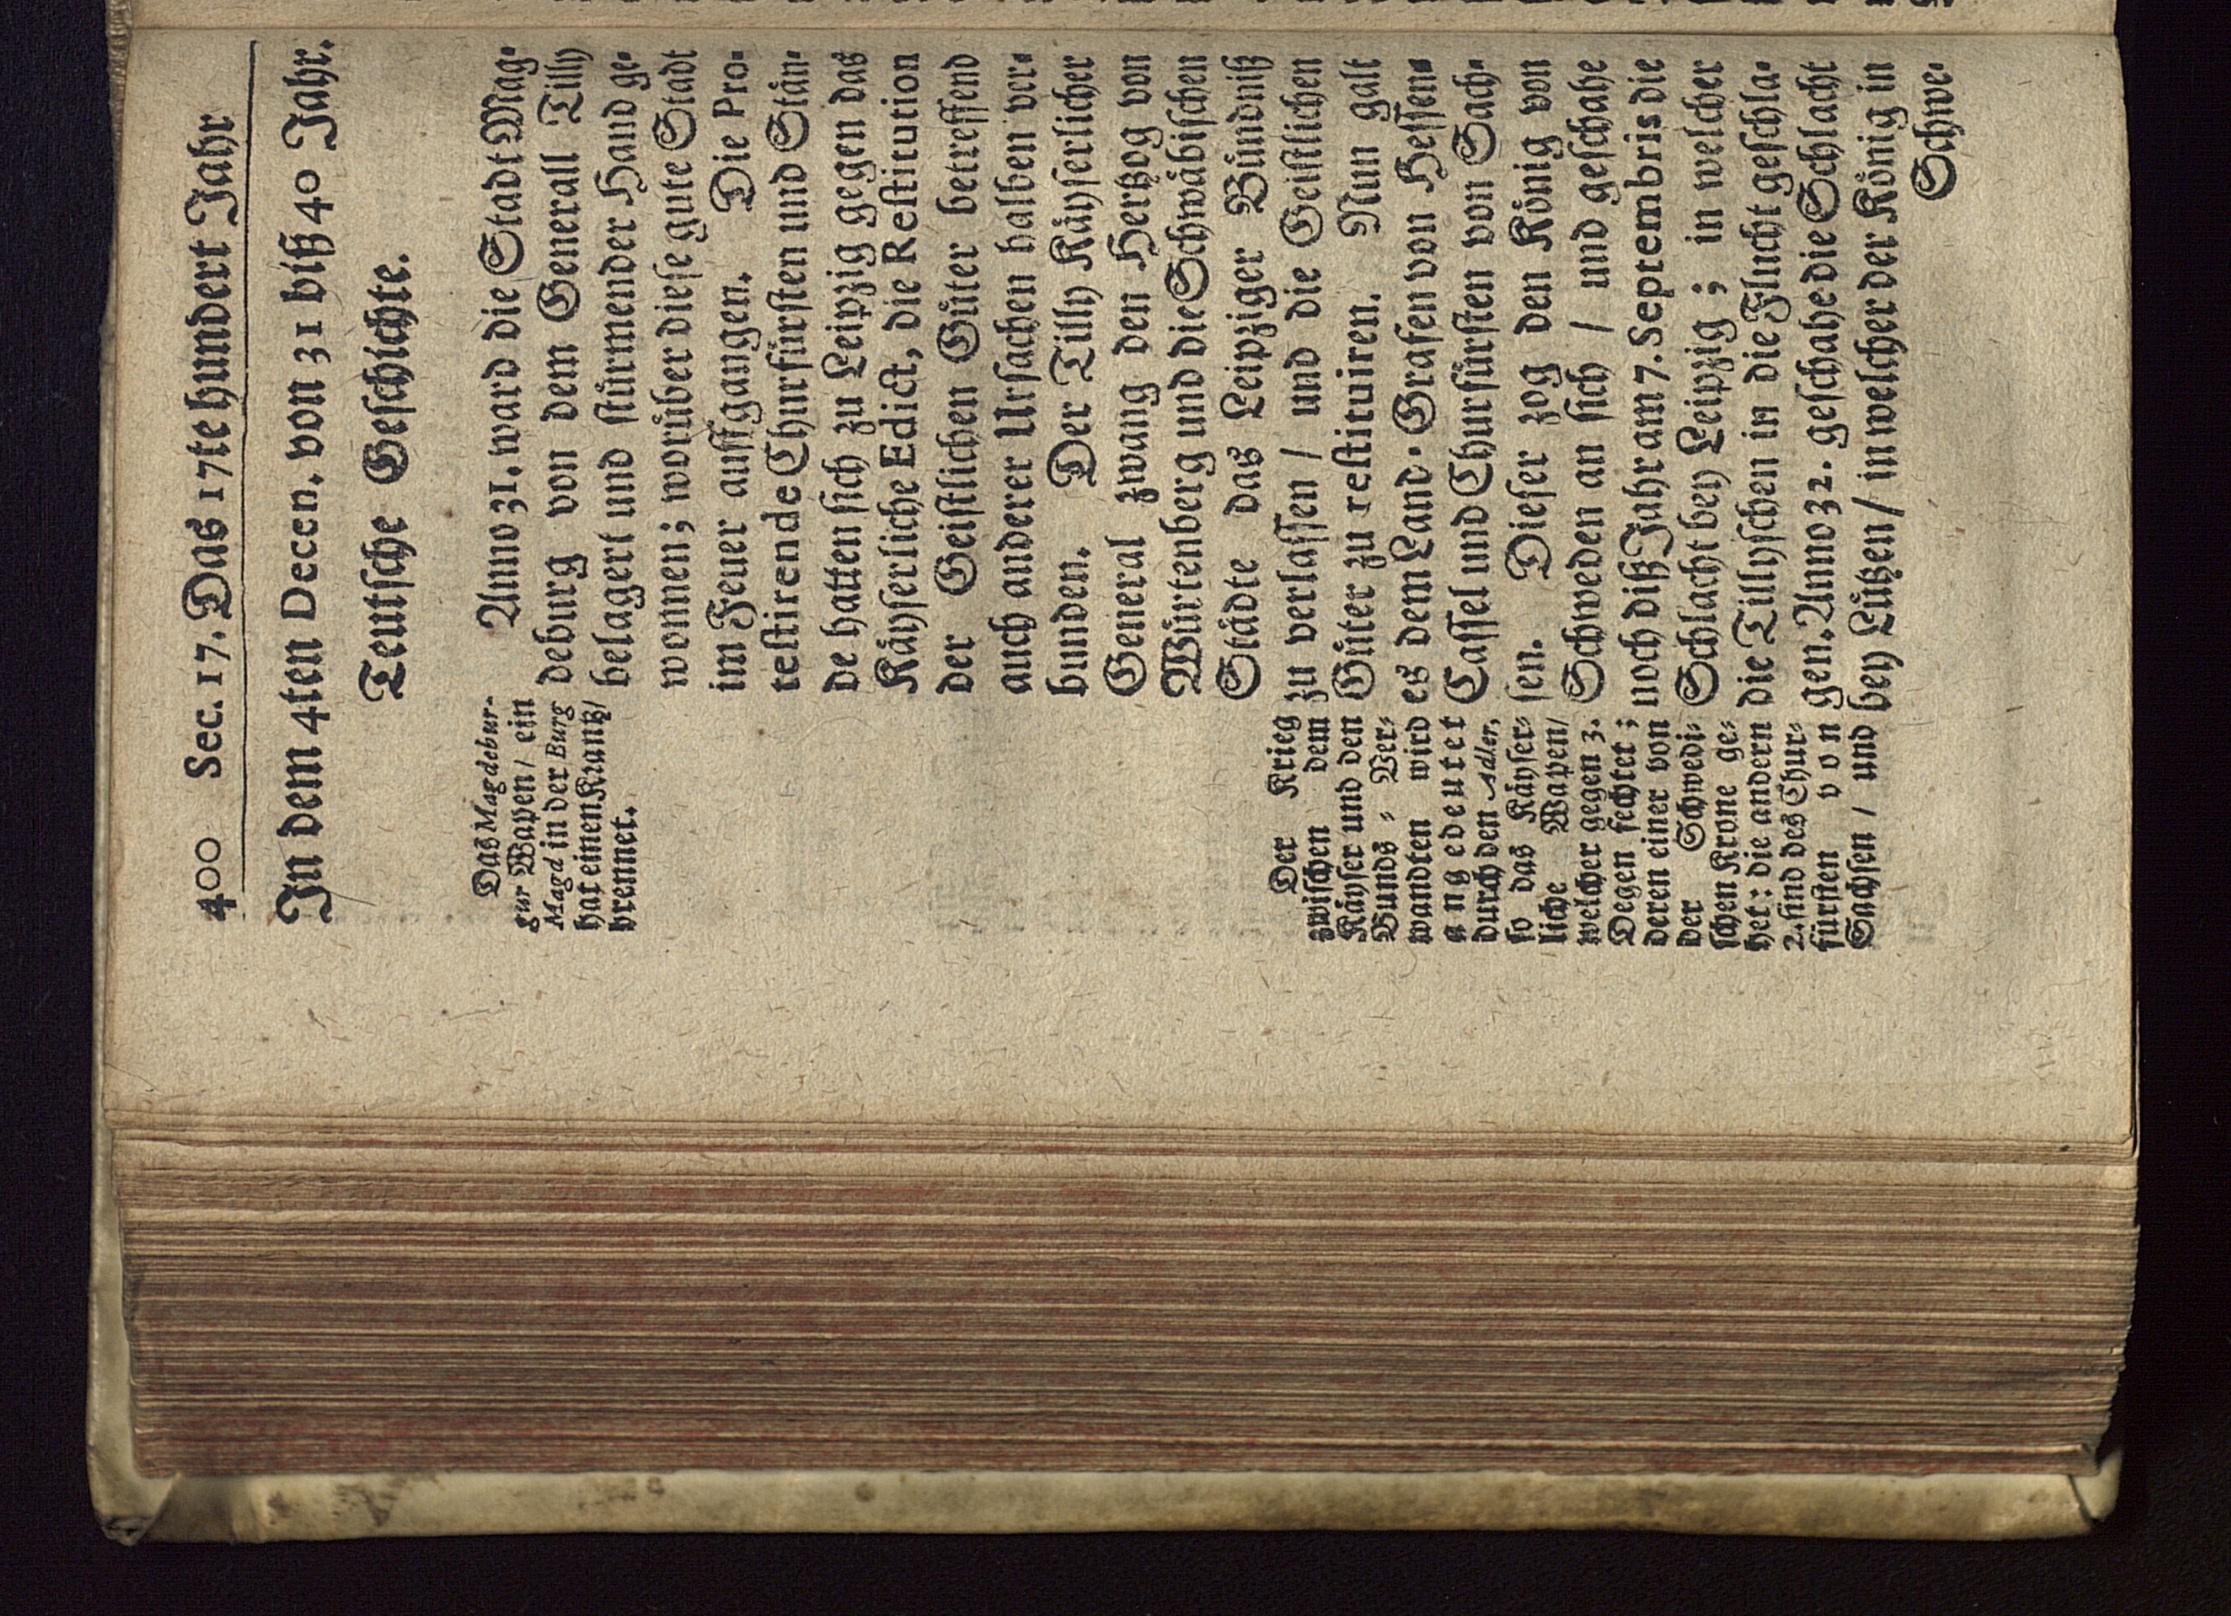 400 Sec. 17. Das 17te hundert Jahr
In dem 4ten Decen. von 31 biß 40 Jahr.
Teutsche Geschichte.
Das Magdebur-
gur Wapen / ein
Magd in der Burg
hat einen Krantz /
brennet.
Anno 31. ward die Stadt Mag-
deburg von dem Generall Tilly
belagert und stürmender Hand ge-
wonnen; worüber diese gute Stadt
im Feuer auffgangen. Die Pro-
testirende Churfürsten und Stän-
de hatten sich zu Leipzig gegen das
Käyserliche Edict, die Restitution
der Geistlichen Güter betreffend
auch anderer Ursachen halben ver-
bunden. Der Tilly Käyserlicher
General zwang den Hertzog von
Würtenberg und die Schwäbischen
Städte das Leipziger Bündniß
zu verlassen / und die Geistlichen
Güter zu restituiren. Nun galt
es dem Land-Grafen von Hessen-
Cassel und Churfürsten von Sach-
sen. Dieser zog den König von
Schweden an sich / und geschahe
noch diß Jahr am 7. Septembris die
Schlacht bey Leipzig; in welcher
die Tillyschen in die Flucht geschla-
gen. Anno 32. geschahe die Schlacht
bey Lützen / in welcher der König in
Schwe-
Der Krieg
zwischen dem
Käyser und den
Bunds-Ver-
wandten wird
angedeutet
durch den Adler,
so das Käyser-
liche Wapen /
welcher gegen 3.
Degen fechtet;
deren einer von
der Schwedi-
schen Krone ge-
het: die andern
2. sind des Chur-
fürsten von
Sachsen / und